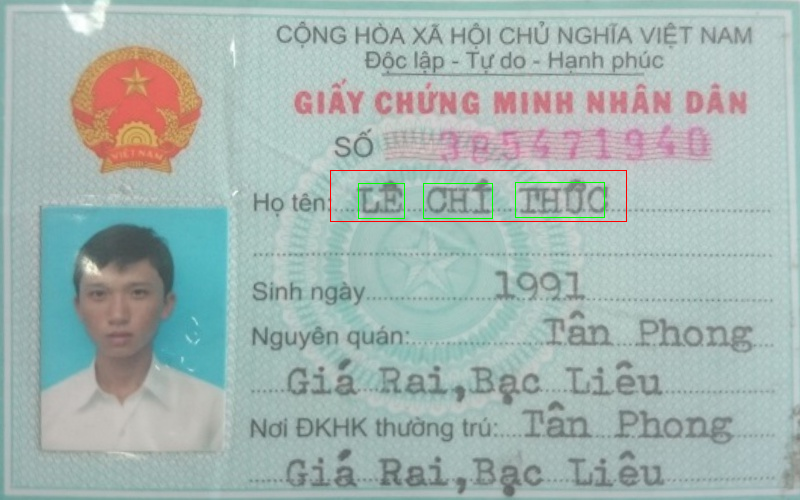 CỘNG HÒA XÃ HỘI CHỦ NGHĨA VIỆT NAM
Độc lập - Tự do - Hạnh phúc
GIẤY CHỨNG MINH NHÂN DÂN
SỐ 385471940
VIỆT NAM
Họ tên: LÊ CHÍ THỨC
Sinh ngày 1991
Nguyên quán: Tân Phong
Giá Rai, Bạc Liêu
Nơi ĐKHK thường trú: Tân Phong
Giá Rai, Bạc Liêu